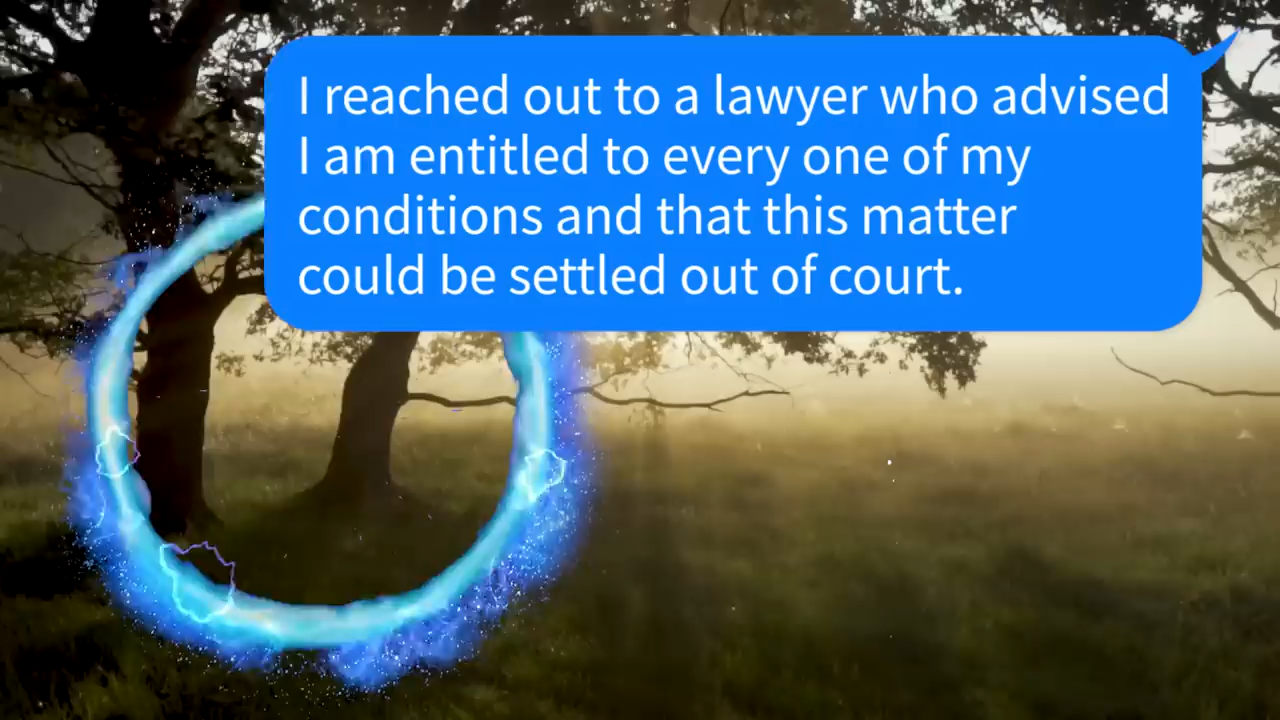 I reached out to a lawyer who advised
I am entitled to every one of my
conditions and that this matter
could be settled out of court.